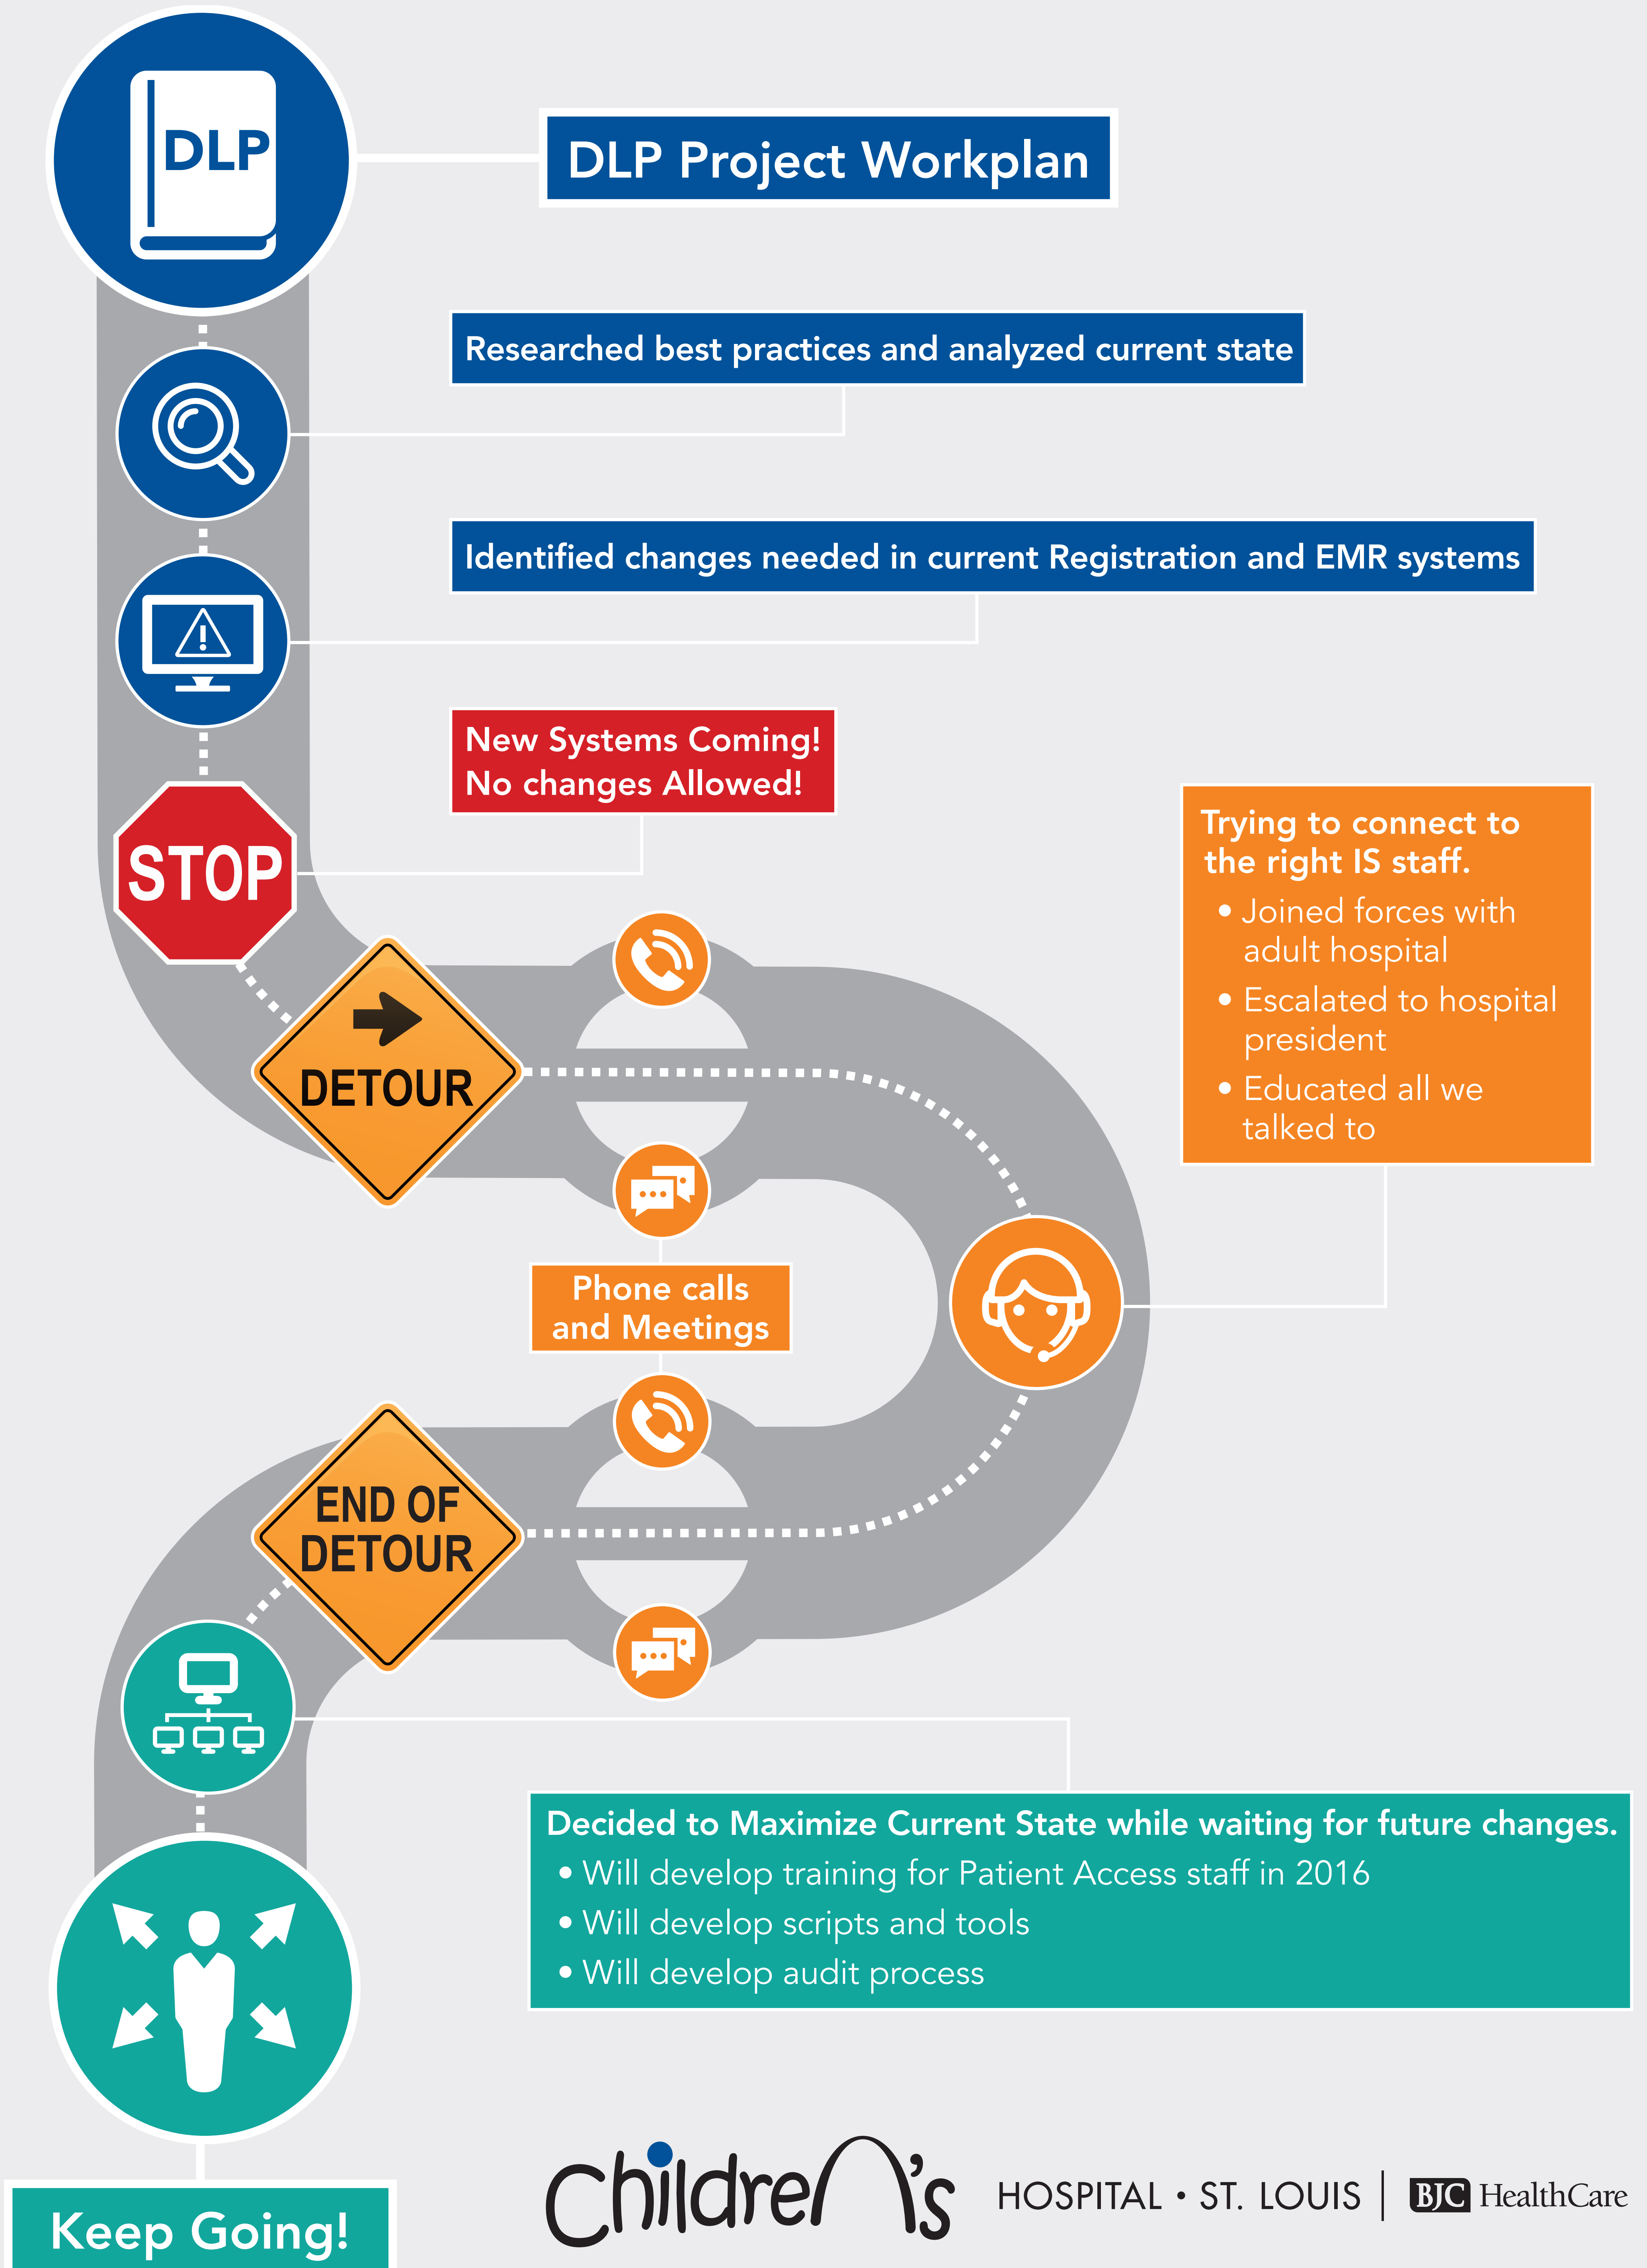 DLP
DLP Project Workplan
Researched best practices and analyzed current state
Identified changes needed in current Registration and EMR systems
New Systems Coming!
No changes Allowed!
STOP
Trying to connect to
the right IS staff.
• Joined forces with
adult hospital
• Escalated to hospital
president
• Educated all we
talked to
DETOUR
Phone calls
and Meetings
END OF
DETOUR
Decided to Maximize Current State while waiting for future changes.
• Will develop training for Patient Access staff in 2016
• Will develop scripts and tools
• Will develop audit process
Keep Going!
Children's HOSPITAL • ST. LOUIS | BJC HealthCare